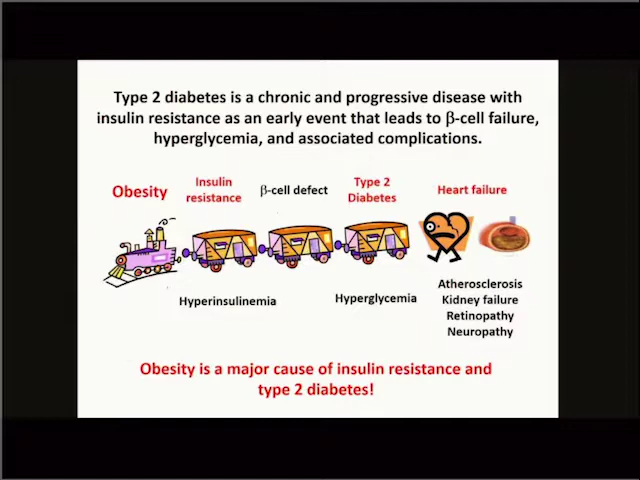 Type 2 diabetes is a chronic and progressive disease with
insulin resistance as an early event that leads to β-cell failure,
hyperglycemia, and associated complications.
Obesity
Insulin
resistance
β-cell defect
Type 2
Diabetes
Heart failure
Hyperinsulinemia
Hyperglycemia
Atherosclerosis
Kidney failure
Retinopathy
Neuropathy
Obesity is a major cause of insulin resistance and
type 2 diabetes!